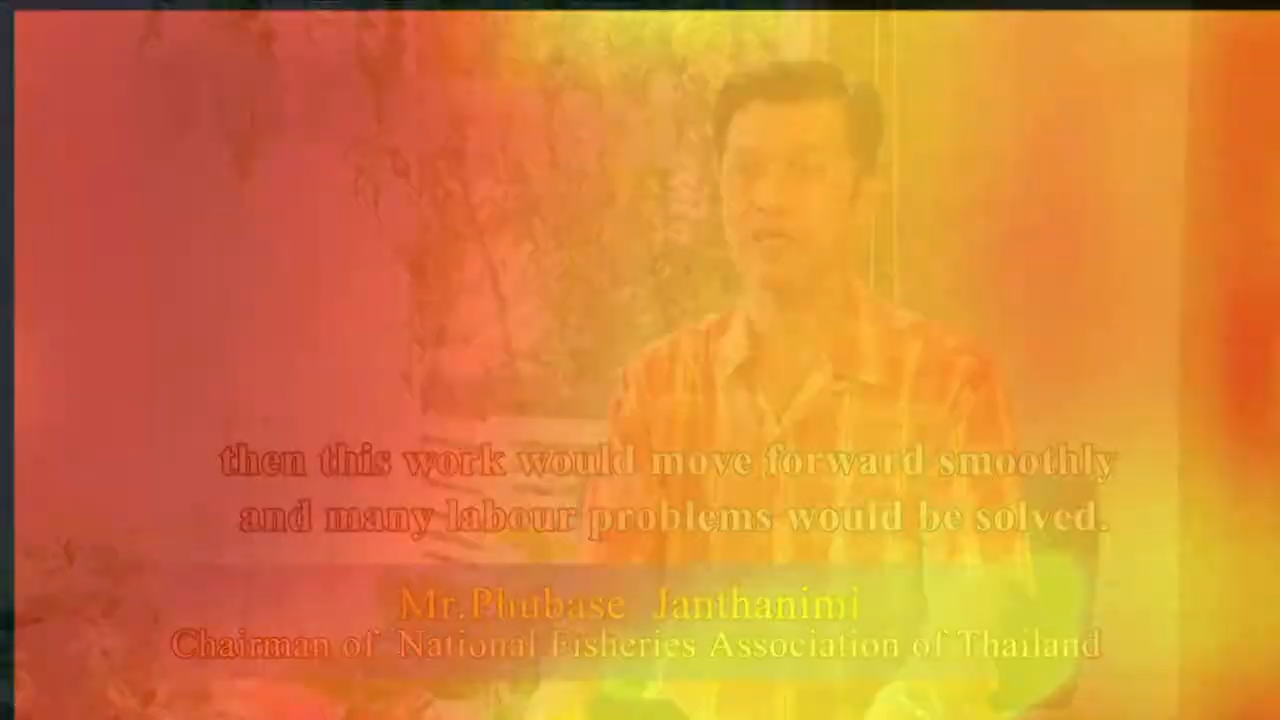 then this work would move forward smoothly
and many labour problems would be solved.
Mr.Phubase Janthanimi
Chairman of National Fisheries Association of Thailand